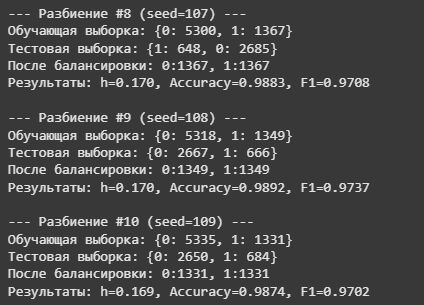 --- Разбиение #8 (seed=107) ---
Обучающая выборка: {0: 5300, 1: 1367}
Тестовая выборка: {1: 648, 0: 2685}
После балансировки: 0:1367, 1:1367
Результаты: h=0.170, Accuracy=0.9883, F1=0.9708
--- Разбиение #9 (seed=108) ---
Обучающая выборка: {0: 5318, 1: 1349}
Тестовая выборка: {0: 2667, 1: 666}
После балансировки: 0:1349, 1:1349
Результаты: h=0.170, Accuracy=0.9892, F1=0.9737
--- Разбиение #10 (seed=109) ---
Обучающая выборка: {0: 5335, 1: 1331}
Тестовая выборка: {0: 2650, 1: 684}
После балансировки: 0:1331, 1:1331
Результаты: h=0.169, Accuracy=0.9874, F1=0.9702